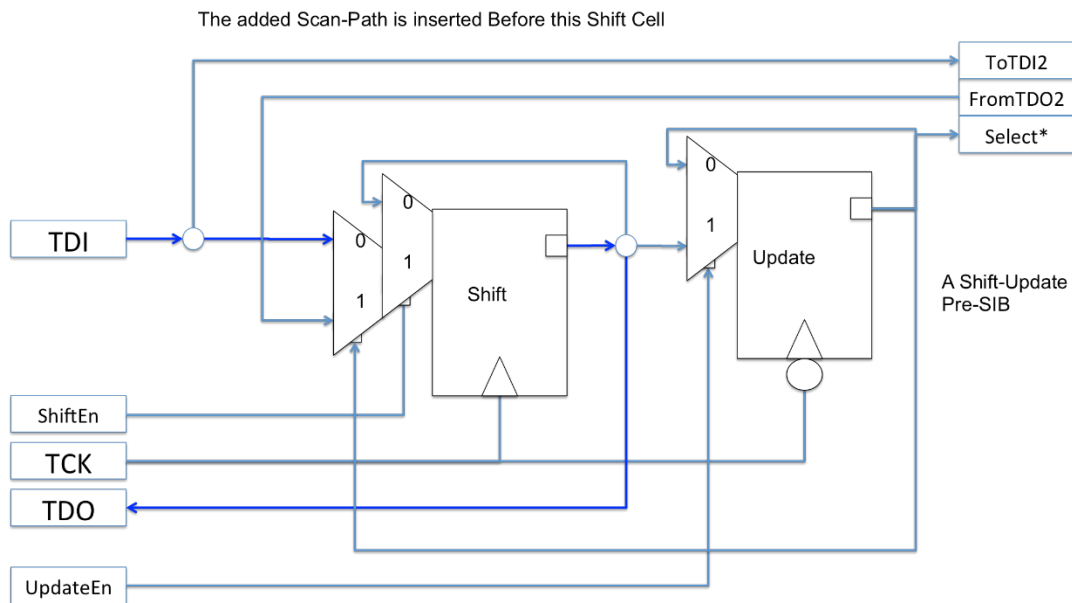 The added Scan-Path is inserted Before this Shift Cell
ToTDI2
FromTDO2
Select*
0
1
0
1
0
1
TDI
Shift
Update
A Shift-Update
Pre-SIB
ShiftEn
TCK
TDO
UpdateEn